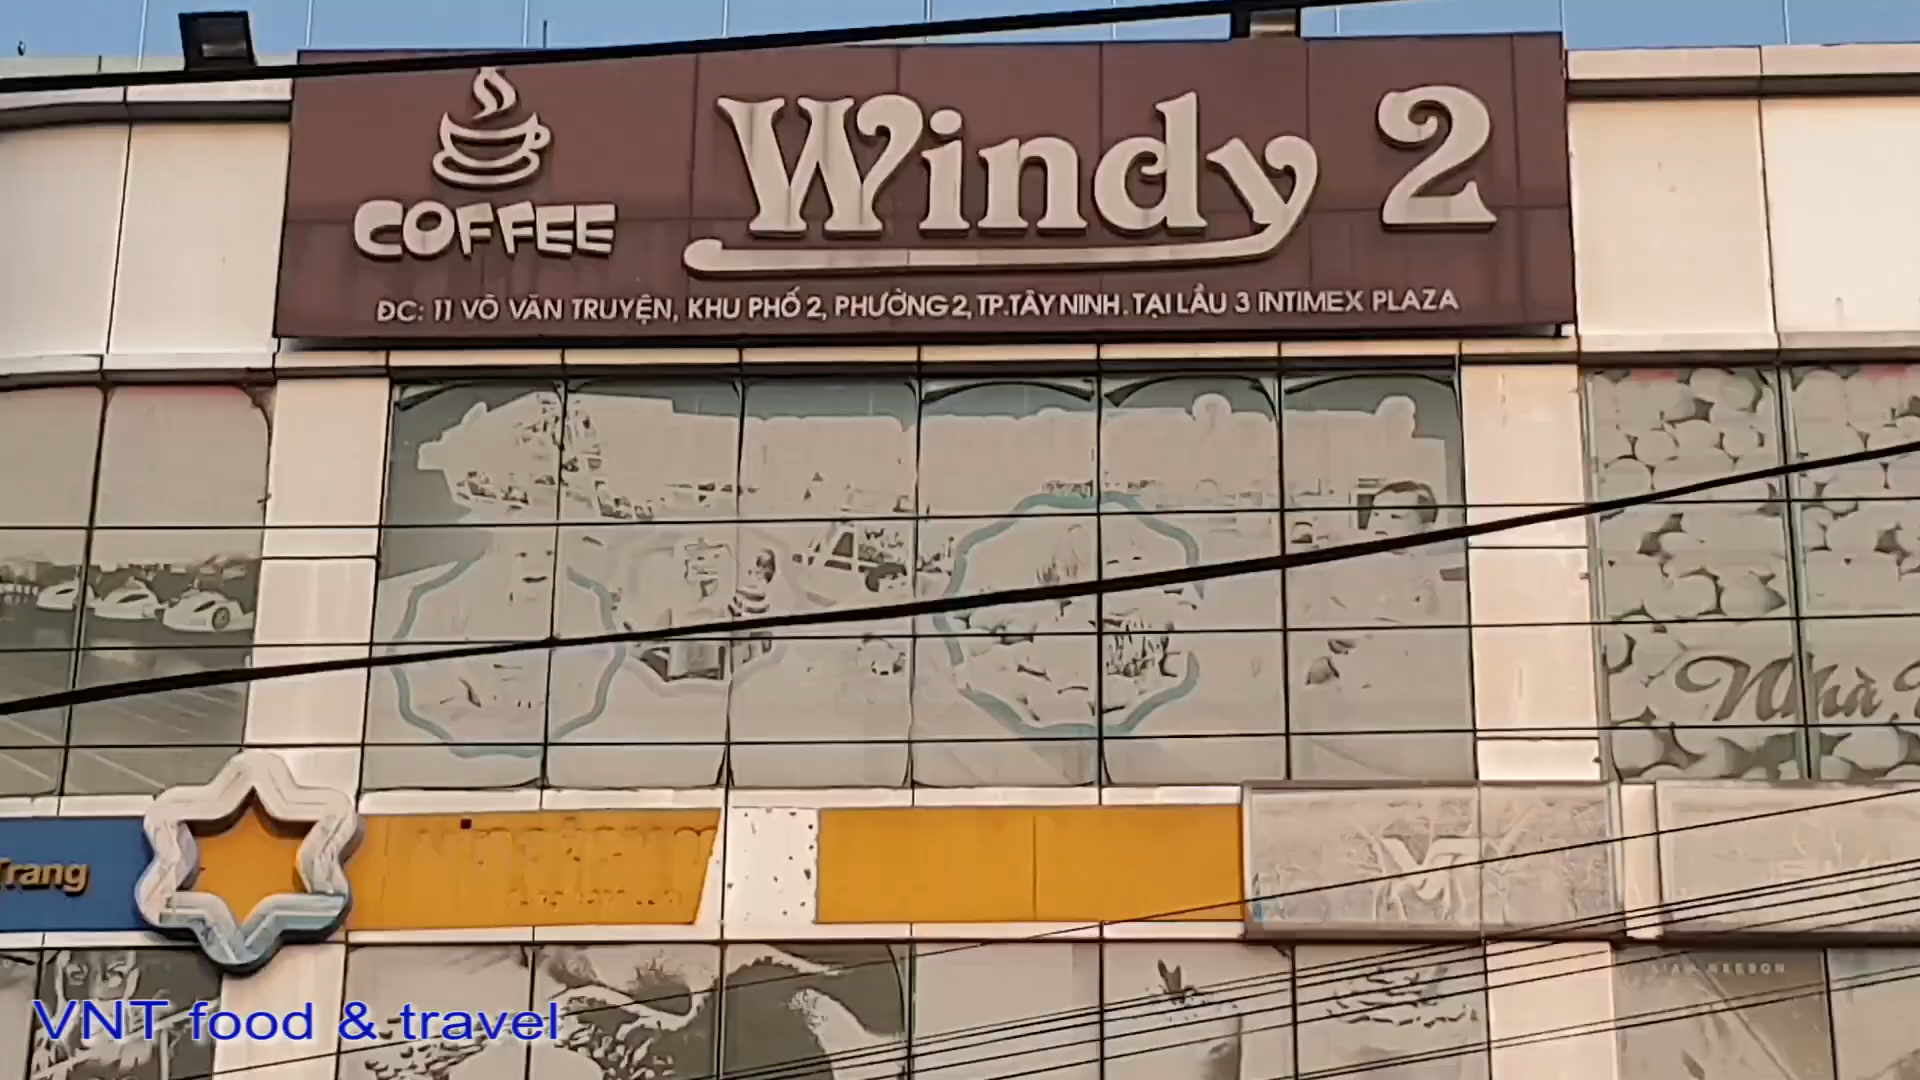 COFFEE
Windy 2
ĐC: 11 VÕ VĂN TRUYỆN, KHU PHỐ 2, PHƯỜNG 2, TP.TÂY NINH. TẠI LẦU 3 INTIMEX PLAZA
Nhà
Trang
VNT food & travel